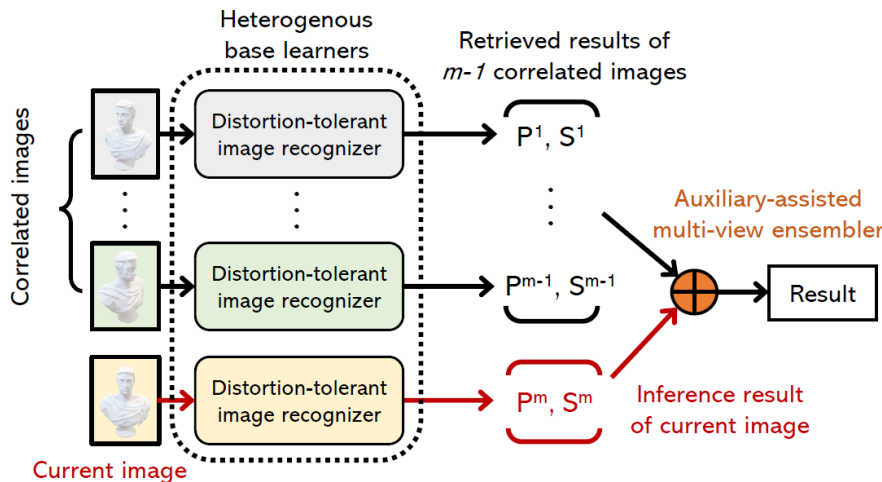 Heterogenous
base learners
Retrieved results of
m-1 correlated images
Correlated images
Distortion-tolerant
image recognizer
P¹, S¹
Auxiliary-assisted
multi-view ensembler
Distortion-tolerant
image recognizer
Pᵐ⁻¹, Sᵐ⁻¹
Result
Distortion-tolerant
image recognizer
Pᵐ, Sᵐ
Inference result
of current image
Current image